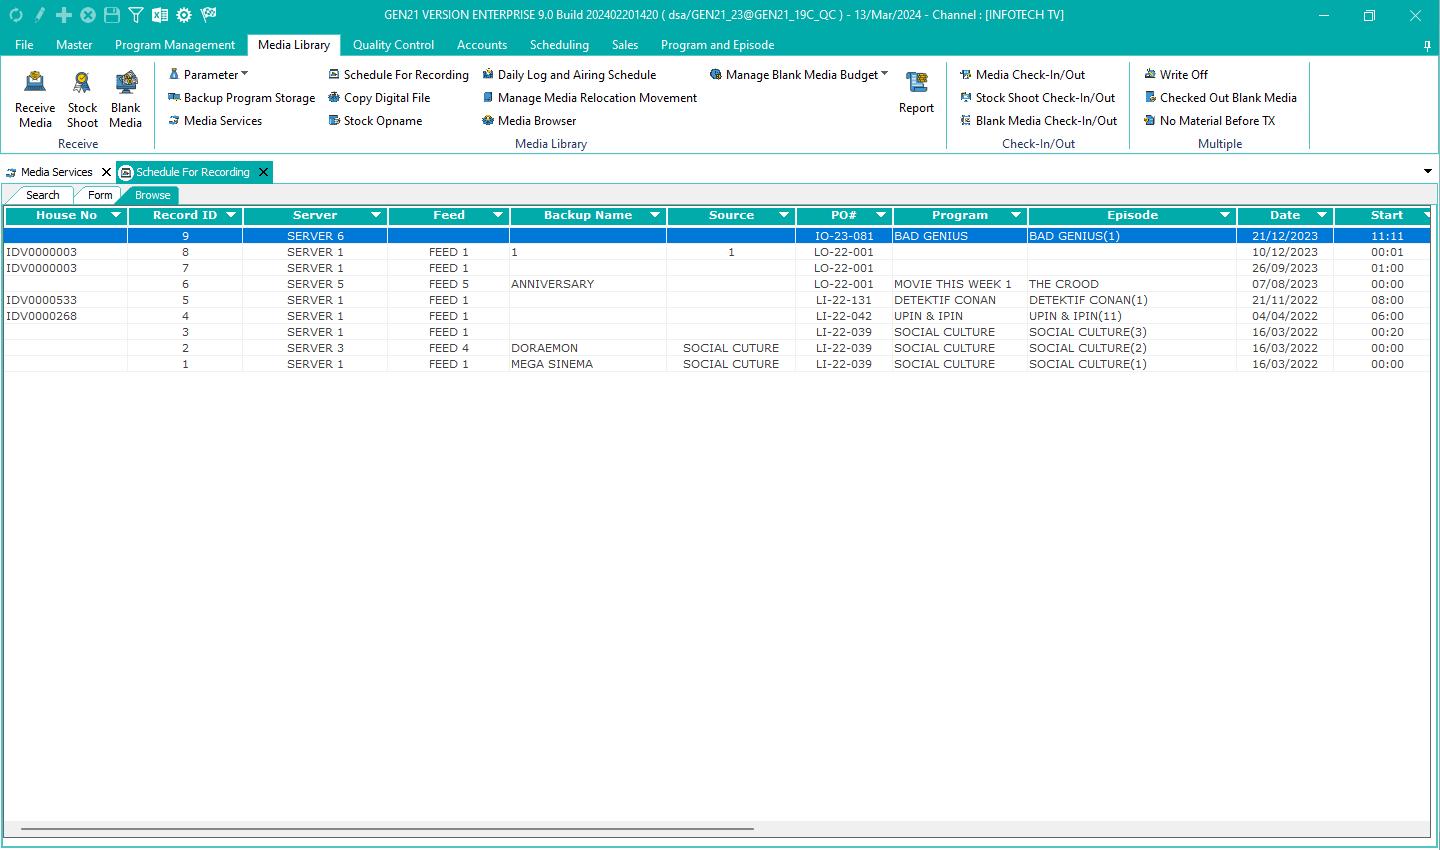 GEN21 VERSION ENTERPRISE 9.0 Build 202402201420 ( dsa/GEN21_23@GEN21_19C_QC ) - 13/Mar/2024 - Channel : [INFOTECH TV]
File Master Program Management Media Library Quality Control Accounts Scheduling Sales Program and Episode
Receive Media
Stock Shoot
Blank Media
Receive
Parameter
Backup Program Storage
Media Services
Schedule For Recording
Copy Digital File
Stock Opname
Daily Log and Airing Schedule
Manage Media Relocation Movement
Media Browser
Manage Blank Media Budget
Report
Media Library
Media Check-In/Out
Stock Shoot Check-In/Out
Blank Media Check-In/Out
Check-In/Out
Write Off
Checked Out Blank Media
No Material Before TX
Multiple
Media Services Schedule For Recording
Search Form Browse
House No Record ID Server Feed Backup Name Source PO# Program Episode Date Start
9 SERVER 6 IO-23-081 BAD GENIUS BAD GENIUS(1) 21/12/2023 11:11
IDV0000003 8 SERVER 1 FEED 1 1 1 LO-22-001 10/12/2023 00:01
IDV0000003 7 SERVER 1 FEED 1 LO-22-001 26/09/2023 01:00
6 SERVER 5 FEED 5 ANNIVERSARY LO-22-001 MOVIE THIS WEEK 1 THE CROOD 07/08/2023 00:00
IDV0000533 5 SERVER 1 FEED 1 LI-22-131 DETEKTIF CONAN DETEKTIF CONAN(1) 21/11/2022 08:00
IDV0000268 4 SERVER 1 FEED 1 LI-22-042 UPIN & IPIN UPIN & IPIN(11) 04/04/2022 06:00
3 SERVER 1 FEED 1 LI-22-039 SOCIAL CULTURE SOCIAL CULTURE(3) 16/03/2022 00:20
2 SERVER 3 FEED 4 DORAEMON SOCIAL CUTURE LI-22-039 SOCIAL CULTURE SOCIAL CULTURE(2) 16/03/2022 00:00
1 SERVER 1 FEED 1 MEGA SINEMA SOCIAL CUTURE LI-22-039 SOCIAL CULTURE SOCIAL CULTURE(1) 16/03/2022 00:00